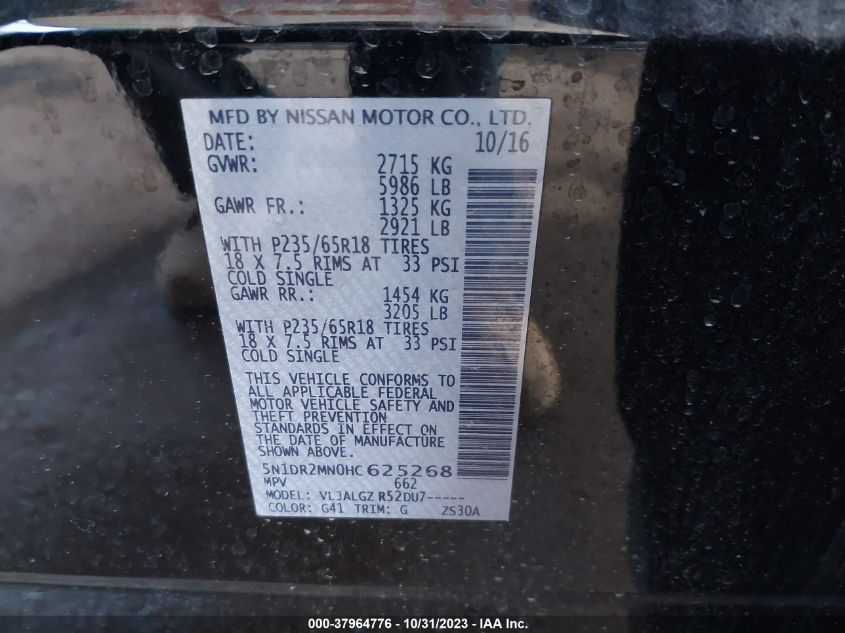 MFD BY NISSAN MOTOR CO., LTD.
DATE: 10/16
GVWR: 2715 KG
5986 LB
GAWR FR.: 1325 KG
2921 LB
WITH P235/65R18 TIRES
18 X 7.5 RIMS AT 33 PSI
COLD SINGLE
GAWR RR.: 1454 KG
3205 LB
WITH P235/65R18 TIRES
18 X 7.5 RIMS AT 33 PSI
COLD SINGLE
THIS VEHICLE CONFORMS TO
ALL APPLICABLE FEDERAL
MOTOR VEHICLE SAFETY AND
THEFT PREVENTION
STANDARDS IN EFFECT ON
THE DATE OF MANUFACTURE
SHOWN ABOVE.
5N1DR2MN0HC625268
MPV 662
MODEL: VL3ALGZ R52DU7-----
COLOR: G41 TRIM: G ZS30A
000-37964776 - 10/31/2023 - IAA Inc.